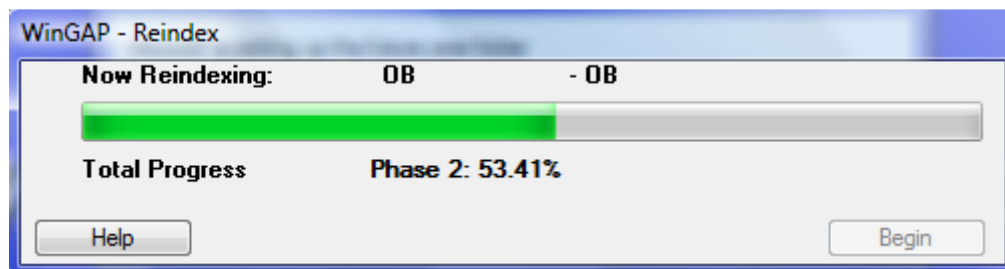 WinGAP - Reindex
Now Reindexing: OB - OB
Total Progress Phase 2: 53.41%
Help Begin